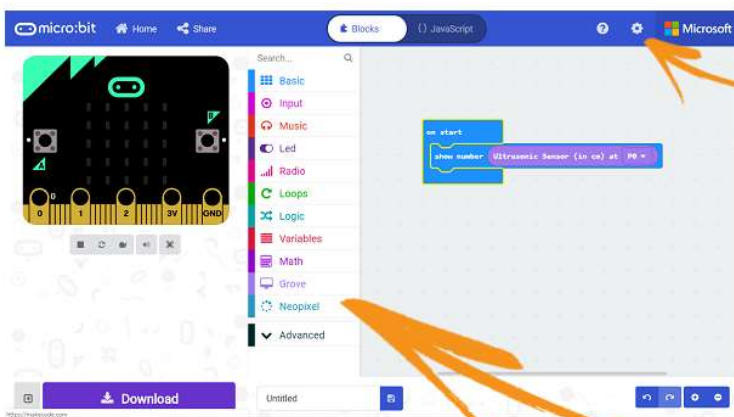 micro:bit Home Share Blocks {} JavaScript ? Microsoft
Search...
Basic
Input
Music
Led
Radio
Loops
Logic
Variables
Math
Grove
Neopixel
Advanced
on start
show number Ultrasonic Sensor (in cm) at P0
A
B
0
0 1 2 3V GND
Download
Untitled
https://makecode.com